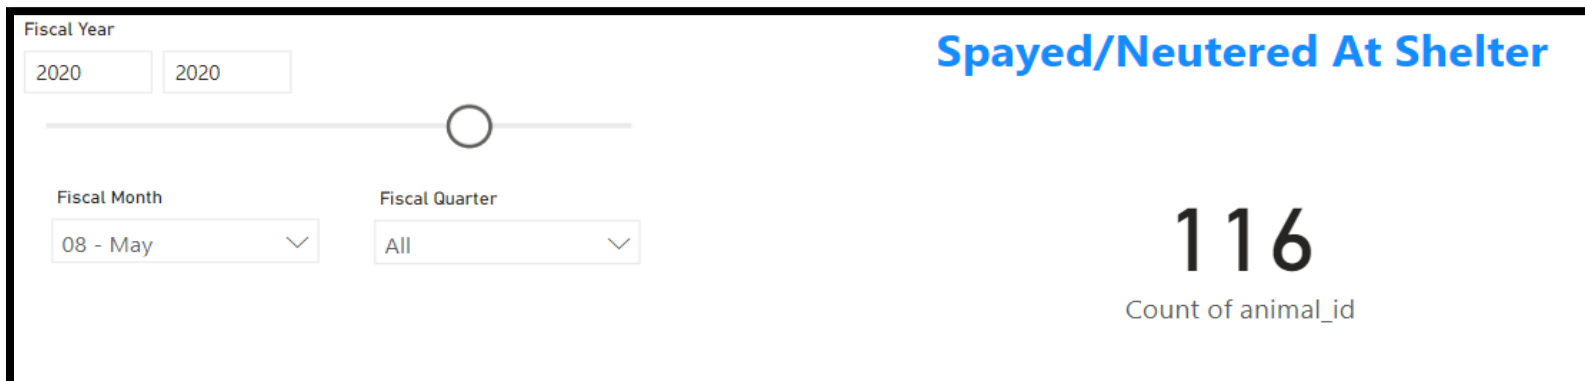 Fiscal Year
2020 2020
Spayed/Neutered At Shelter
Fiscal Month
08 - May
Fiscal Quarter
All
116
Count of animal_id